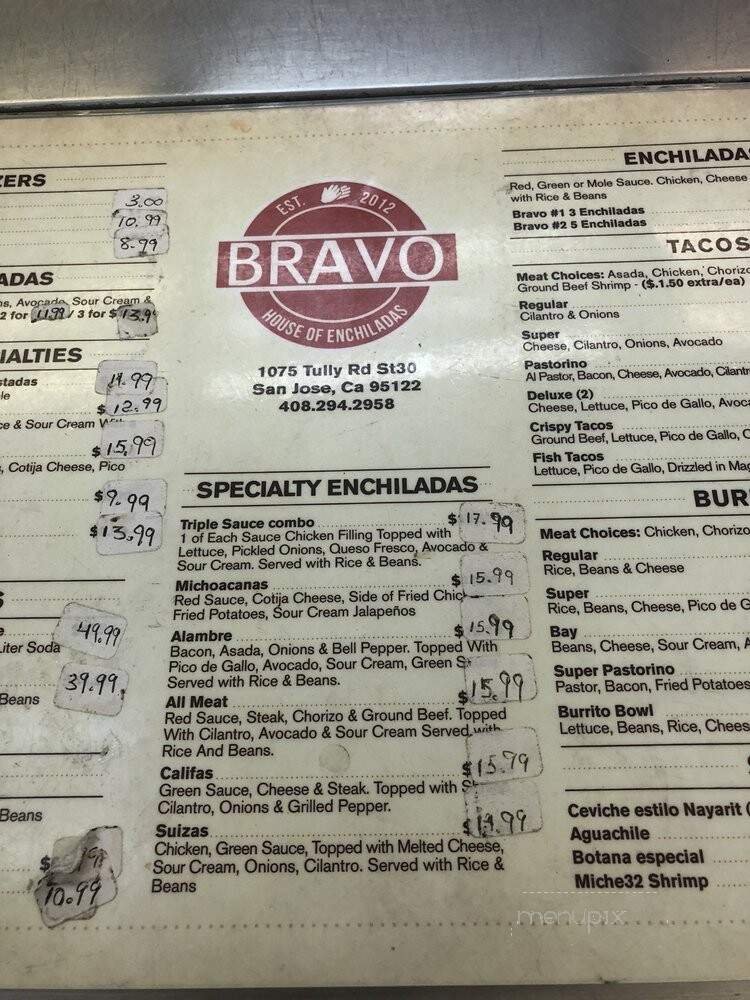 ZERS
3.00
10.99
8.99
ADAS
ns, Avocado, Sour Cream &
2 for 11.99 / 3 for $ 13.9
IALTIES
stadas
14.99
$ 12.99
ce & Sour Cream
$ 15.99
, Cotija Cheese, Pico
$ 9.99
$ 13.99
S
49.99
Liter Soda
39.99
Beans
Beans
$
10.99
EST. 2012
BRAVO
HOUSE OF ENCHILADAS
1075 Tully Rd St30
San Jose, Ca 95122
408.294.2958
SPECIALTY ENCHILADAS
Triple Sauce combo $ 17.99
1 of Each Sauce Chicken Filling Topped with
Lettuce, Pickled Onions, Queso Fresco, Avocado &
Sour Cream. Served with Rice & Beans.
Michoacanas $ 15.99
Red Sauce, Cotija Cheese, Side of Fried Chic
Fried Potatoes, Sour Cream Jalapeños
Alambre $ 15.99
Bacon, Asada, Onions & Bell Pepper. Topped With
Pico de Gallo, Avocado, Sour Cream, Green S
Served with Rice & Beans.
All Meat $ 15.99
Red Sauce, Steak, Chorizo & Ground Beef. Topped
With Cilantro, Avocado & Sour Cream Served with
Rice And Beans.
Califas $ 15.79
Green Sauce, Cheese & Steak. Topped with S
Cilantro, Onions & Grilled Pepper.
Suizas $ 14.99
Chicken, Green Sauce, Topped with Melted Cheese,
Sour Cream, Onions, Cilantro. Served with Rice &
Beans
ENCHILADAS
Red, Green or Mole Sauce. Chicken, Cheese
with Rice & Beans
Bravo #1 3 Enchiladas
Bravo #2 5 Enchiladas
TACOS
Meat Choices: Asada, Chicken, Chorizo
Ground Beef Shrimp - ($.1.50 extra/ea)
Regular
Cilantro & Onions
Super
Cheese, Cilantro, Onions, Avocado
Pastorino
Al Pastor, Bacon, Cheese, Avocado, Cilantr
Deluxe (2)
Cheese, Lettuce, Pico de Gallo, Avoca
Crispy Tacos
Ground Beef, Lettuce, Pico de Gallo, C
Fish Tacos
Lettuce, Pico de Gallo, Drizzled in Mag
BUR
Meat Choices: Chicken, Chorizo
Regular
Rice, Beans & Cheese
Super
Rice, Beans, Cheese, Pico de G
Bay
Beans, Cheese, Sour Cream, A
Super Pastorino
Pastor, Bacon, Fried Potatoes
Burrito Bowl
Lettuce, Beans, Rice, Chees
Ceviche estilo Nayarit (
Aguachile
Botana especial
Miche32 Shrimp
menupix